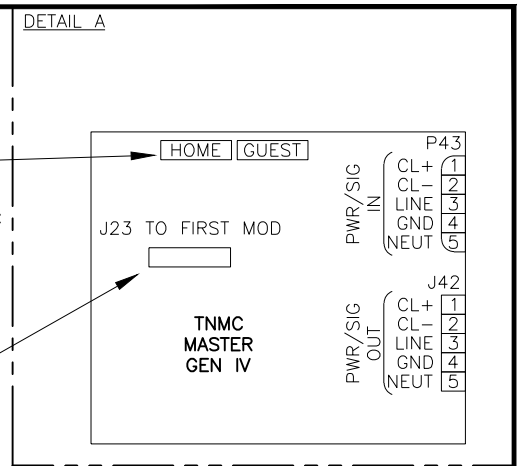 DETAIL A
HOME GUEST
J23 TO FIRST MOD
TNMC
MASTER
GEN IV
P43
PWR/SIG
IN
CL+ 1
CL- 2
LINE 3
GND 4
NEUT 5
J42
PWR/SIG
OUT
CL+ 1
CL- 2
LINE 3
GND 4
NEUT 5